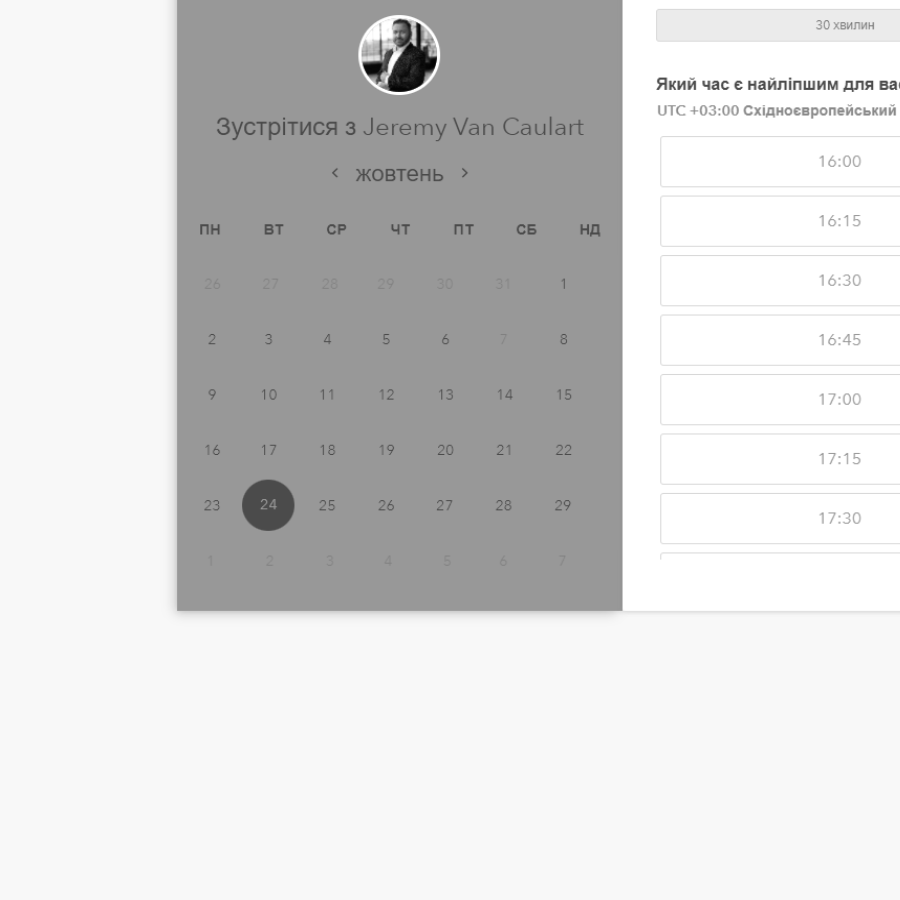 Зустрітися з Jeremy Van Caulart
жовтень
ПН ВТ СР ЧТ ПТ СБ НД
26 27 28 29 30 31 1
2 3 4 5 6 7 8
9 10 11 12 13 14 15
16 17 18 19 20 21 22
23 24 25 26 27 28 29
1 2 3 4 5 6 7
30 хвилин
Який час є найліпшим для
UTC +03:00 Східноєвропейський
16:00
16:15
16:30
16:45
17:00
17:15
17:30